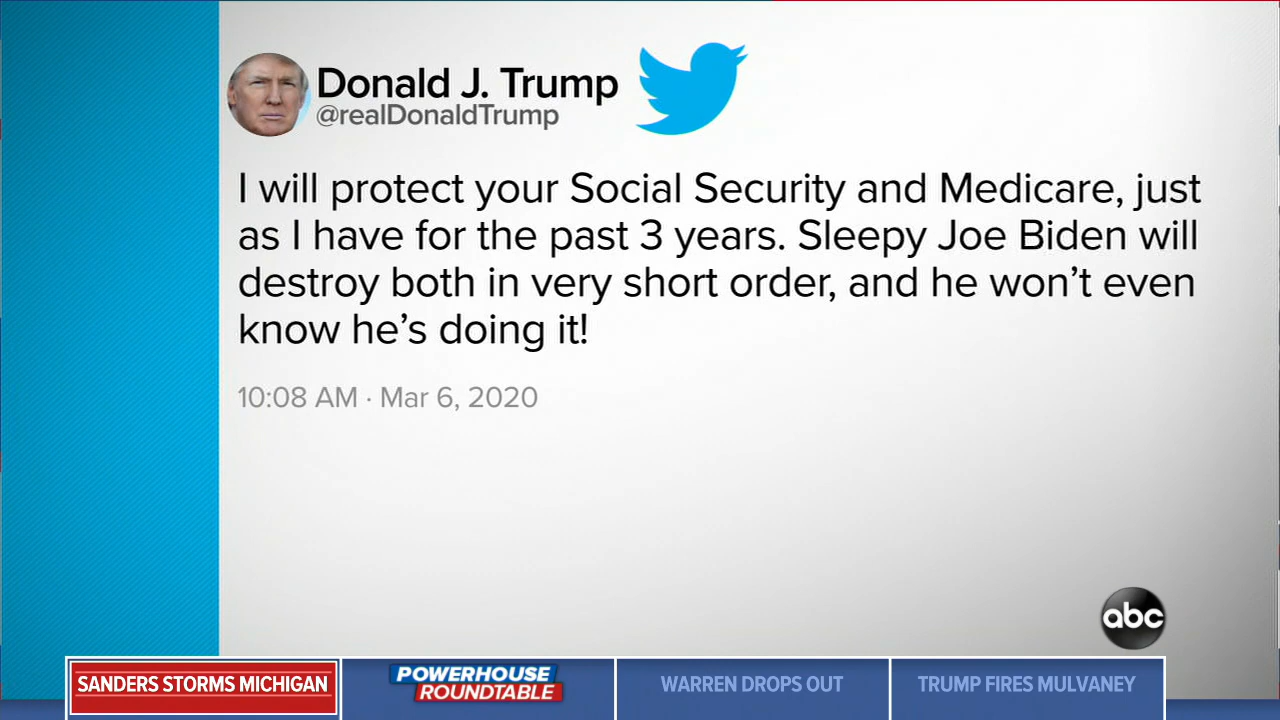 Donald J. Trump
@realDonaldTrump
I will protect your Social Security and Medicare, just
as I have for the past 3 years. Sleepy Joe Biden will
destroy both in very short order, and he won’t even
know he’s doing it!
10:08 AM · Mar 6, 2020
abc
SANDERS STORMS MICHIGAN
POWERHOUSE
ROUNDTABLE
WARREN DROPS OUT
TRUMP FIRES MULVANEY